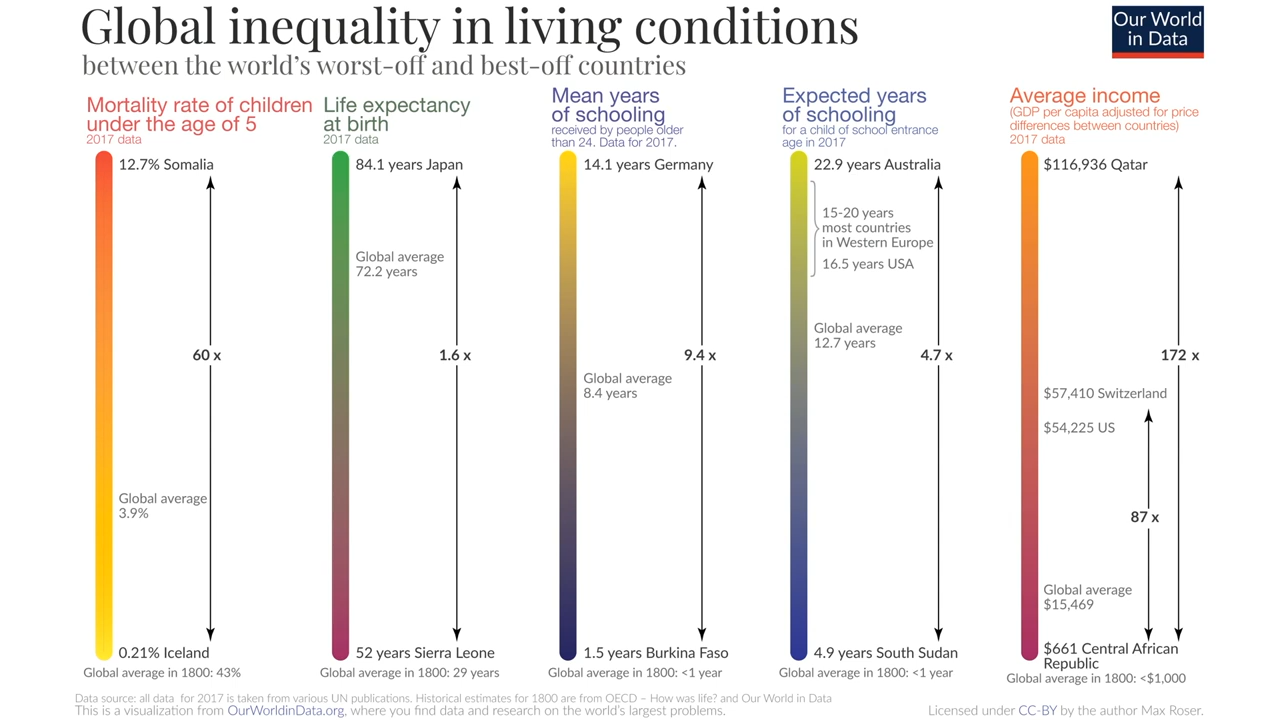 Global inequality in living conditions
between the world's worst-off and best-off countries
Our World
in Data
Mortality rate of children
under the age of 5
2017 data
12.7% Somalia
60 x
Global average
3.9%
0.21% Iceland
Global average in 1800: 43%
Life expectancy
at birth
2017 data
84.1 years Japan
Global average
72.2 years
1.6 x
52 years Sierra Leone
Global average in 1800: 29 years
Mean years
of schooling
received by people older
than 24. Data for 2017.
14.1 years Germany
9.4 x
Global average
8.4 years
1.5 years Burkina Faso
Global average in 1800: <1 year
Expected years
of schooling
for a child of school entrance
age in 2017
22.9 years Australia
15-20 years
most countries
in Western Europe
16.5 years USA
Global average
12.7 years
4.7 x
4.9 years South Sudan
Global average in 1800: <1 year
Average income
(GDP per capita adjusted for price
differences between countries)
2017 data
$116,936 Qatar
172 x
$57,410 Switzerland
$54,225 US
87 x
Global average
$15,469
$661 Central African
Republic
Global average in 1800: <$1,000
Data source: all data for 2017 is taken from various UN publications. Historical estimates for 1800 are from OECD – How was life? and Our World in Data
This is a visualization from OurWorldinData.org, where you find data and research on the world's largest problems.
Licensed under CC-BY by the author Max Roser.